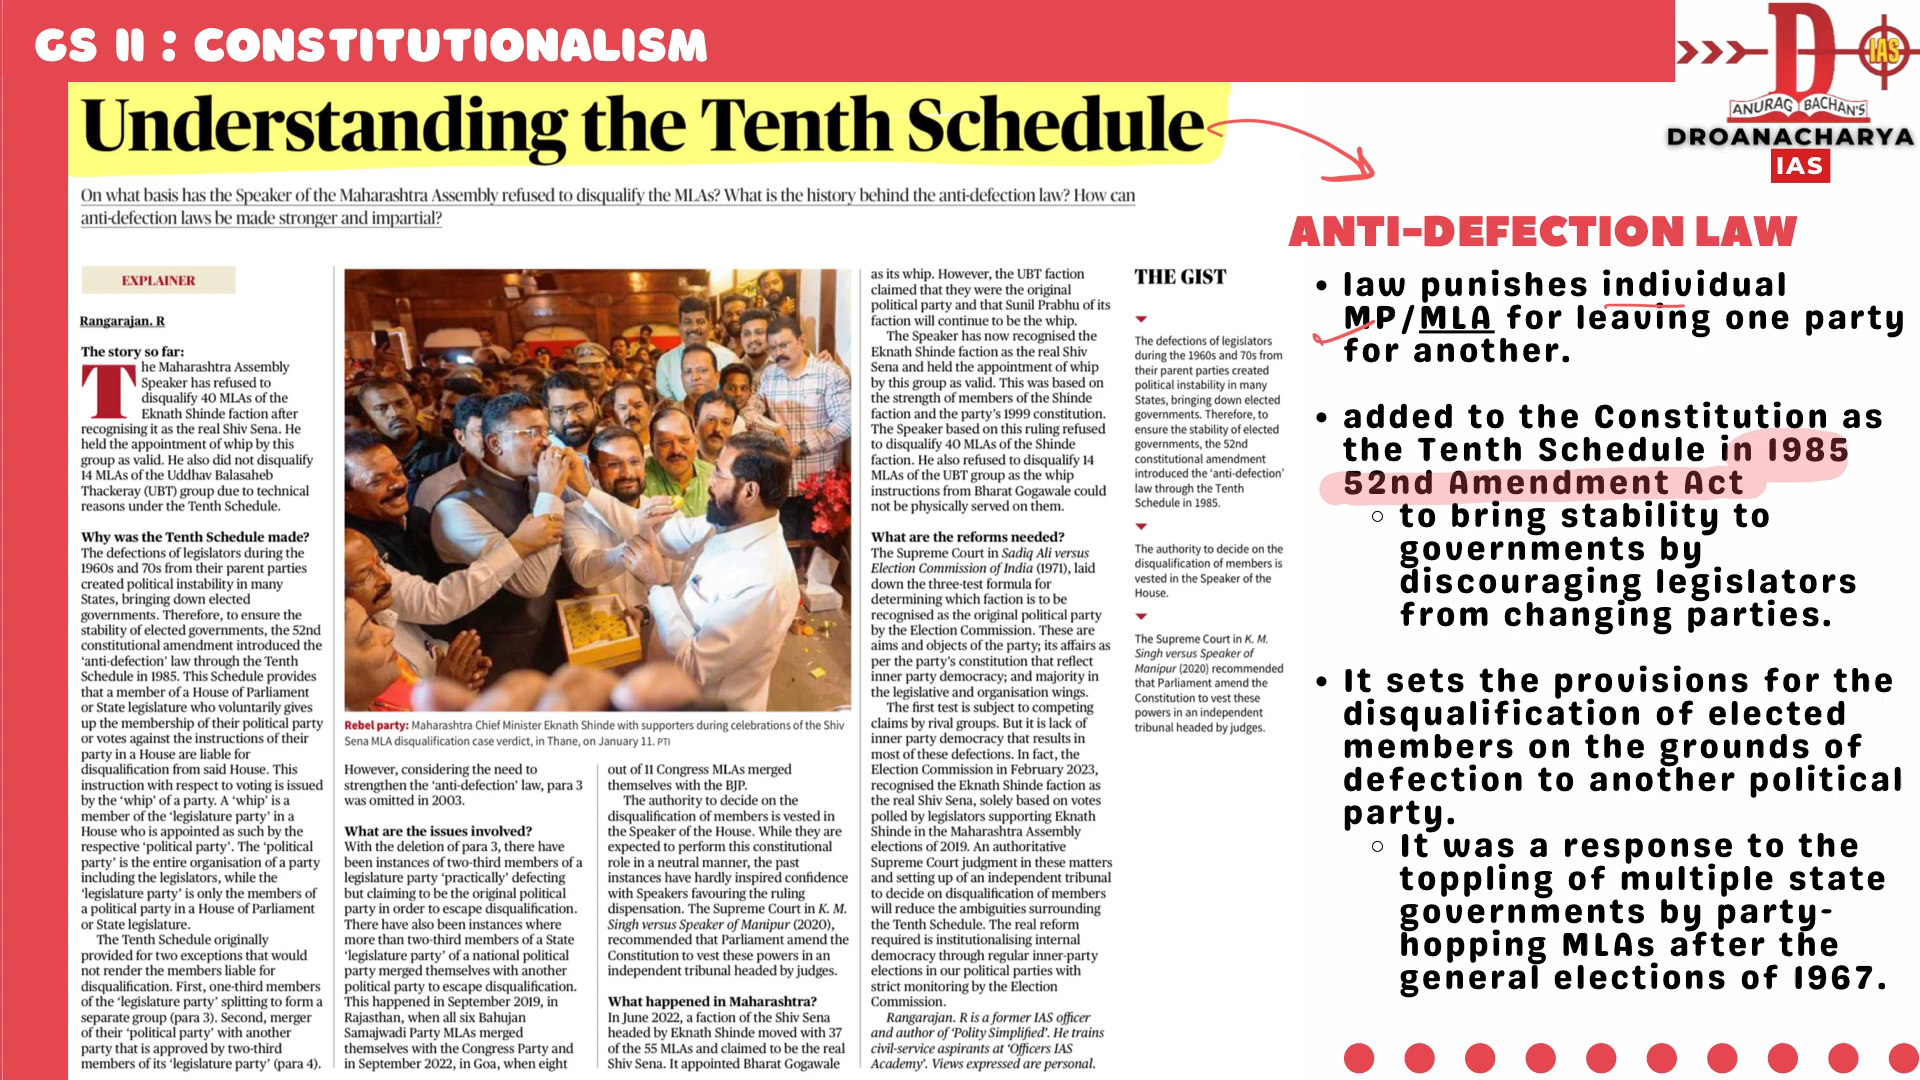 GS II : CONSTITUTIONALISM
D
IAS
ANURAG BACHAN'S
DROANACHARYA
IAS
Understanding the Tenth Schedule
On what basis has the Speaker of the Maharashtra Assembly refused to disqualify the MLAs? What is the history behind the anti-defection law? How can
anti-defection laws be made stronger and impartial?
EXPLAINER
Rangarajan. R
The story so far:
The Maharashtra Assembly
Speaker has refused to
disqualify 40 MLAs of the
Eknath Shinde faction after
recognising it as the real Shiv Sena. He
held the appointment of whip by this
group as valid. He also did not disqualify
14 MLAs of the Uddhav Balasaheb
Thackeray (UBT) group due to technical
reasons under the Tenth Schedule.
Why was the Tenth Schedule made?
The defections of legislators during the
1960s and 70s from their parent parties
created political instability in many
States, bringing down elected
governments. Therefore, to ensure the
stability of elected governments, the 52nd
constitutional amendment introduced the
'anti-defection' law through the Tenth
Schedule in 1985. This Schedule provides
that a member of a House of Parliament
or State legislature who voluntarily gives
up the membership of their political party
or votes against the instructions of their
party in a House are liable for
disqualification from said House. This
instruction with respect to voting is issued
by the 'whip' of a party. A 'whip' is a
member of the 'legislature party' in a
House who is appointed as such by the
respective 'political party'. The 'political
party' is the entire organisation of a party
including the legislators, while the
'legislature party' is only the members of
a political party in a House of Parliament
or State legislature.
The Tenth Schedule originally
provided for two exceptions that would
not render the members liable for
disqualification. First, one-third members
of the 'legislature party' splitting to form a
separate group (para 3). Second, merger
of their 'political party' with another
party that is approved by two-third
members of its 'legislature party' (para 4).
Rebel party: Maharashtra Chief Minister Eknath Shinde with supporters during celebrations of the Shiv
Sena MLA disqualification case verdict, in Thane, on January 11. PTI
However, considering the need to
strengthen the 'anti-defection' law, para 3
was omitted in 2003.
What are the issues involved?
With the deletion of para 3, there have
been instances of two-third members of a
legislature party 'practically' defecting
but claiming to be the original political
party in order to escape disqualification.
There have also been instances where
more than two-third members of a State
'legislature party' of a national political
party merged themselves with another
political party to escape disqualification.
This happened in September 2019, in
Rajasthan, when all six Bahujan
Samajwadi Party MLAs merged
themselves with the Congress Party and
in September 2022, in Goa, when eight
out of 11 Congress MLAs merged
themselves with the BJP.
The authority to decide on the
disqualification of members is vested in
the Speaker of the House. While they are
expected to perform this constitutional
role in a neutral manner, the past
instances have hardly inspired confidence
with Speakers favouring the ruling
dispensation. The Supreme Court in K. M.
Singh versus Speaker of Manipur (2020),
recommended that Parliament amend the
Constitution to vest these powers in an
independent tribunal headed by judges.
What happened in Maharashtra?
In June 2022, a faction of the Shiv Sena
headed by Eknath Shinde moved with 37
of the 55 MLAs and claimed to be the real
Shiv Sena. It appointed Bharat Gogawale
as its whip. However, the UBT faction
claimed that they were the original
political party and that Sunil Prabhu of its
faction will continue to be the whip.
The Speaker has now recognised the
Eknath Shinde faction as the real Shiv
Sena and held the appointment of whip
by this group as valid. This was based on
the strength of members of the Shinde
faction and the party's 1999 constitution.
The Speaker based on this ruling refused
to disqualify 40 MLAs of the Shinde
faction. He also refused to disqualify 14
MLAs of the UBT group as the whip
instructions from Bharat Gogawale could
not be physically served on them.
What are the reforms needed?
The Supreme Court in Sadiq Ali versus
Election Commission of India (1971), laid
down the three-test formula for
determining which faction is to be
recognised as the original political party
by the Election Commission. These are
aims and objects of the party; its affairs as
per the party's constitution that reflect
inner party democracy; and majority in
the legislative and organisation wings.
The first test is subject to competing
claims by rival groups. But it is lack of
inner party democracy that results in
most of these defections. In fact, the
Election Commission in February 2023,
recognised the Eknath Shinde faction as
the real Shiv Sena, solely based on votes
polled by legislators supporting Eknath
Shinde in the Maharashtra Assembly
elections of 2019. An authoritative
Supreme Court judgment in these matters
and setting up of an independent tribunal
to decide on disqualification of members
will reduce the ambiguities surrounding
the Tenth Schedule. The real reform
required is institutionalising internal
democracy through regular inner-party
elections in our political parties with
strict monitoring by the Election
Commission.
Rangarajan. R is a former IAS officer
and author of 'Polity Simplified'. He trains
civil-service aspirants at 'Officers IAS
Academy'. Views expressed are personal.
THE GIST
The defections of legislators
during the 1960s and 70s from
their parent parties created
political instability in many
States, bringing down elected
governments. Therefore, to
ensure the stability of elected
governments, the 52nd
constitutional amendment
introduced the 'anti-defection'
law through the Tenth
Schedule in 1985.
The authority to decide on the
disqualification of members is
vested in the Speaker of the
House.
The Supreme Court in K. M.
Singh versus Speaker of
Manipur (2020) recommended
that Parliament amend the
Constitution to vest these
powers in an independent
tribunal headed by judges.
ANTI-DEFECTION LAW
• law punishes individual
MP/MLA for leaving one party
for another.
• added to the Constitution as
the Tenth Schedule in 1985
52nd Amendment Act
○ to bring stability to
governments by
discouraging legislators
from changing parties.
• It sets the provisions for the
disqualification of elected
members on the grounds of
defection to another political
party.
○ It was a response to the
toppling of multiple state
governments by party-
hopping MLAs after the
general elections of 1967.